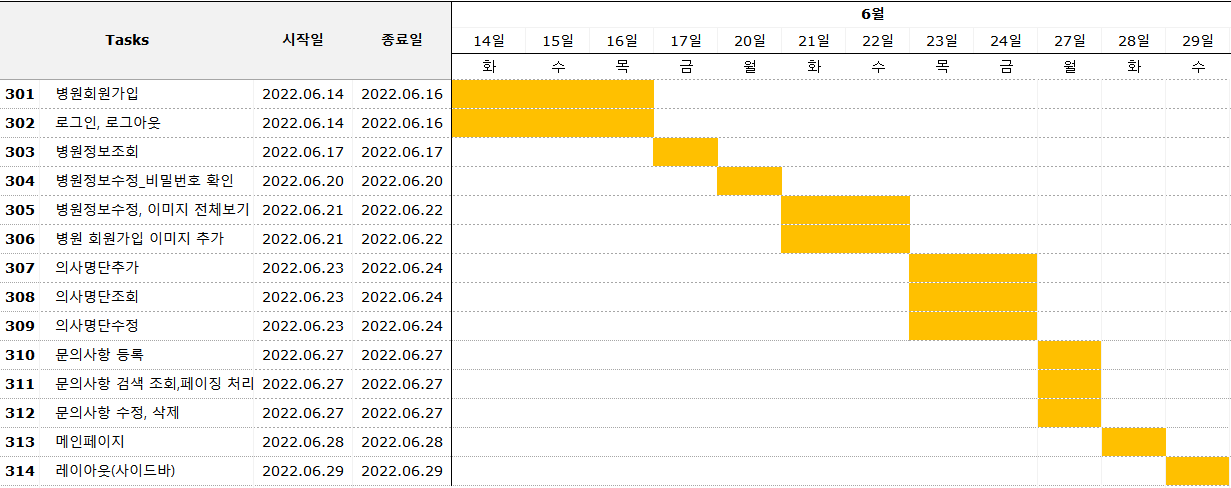 Tasks 시작일 종료일 6월
14일 15일 16일 17일 20일 21일 22일 23일 24일 27일 28일 29일
화 수 목 금 월 화 수 목 금 월 화 수
301 병원회원가입 2022.06.14 2022.06.16
302 로그인, 로그아웃 2022.06.14 2022.06.16
303 병원정보조회 2022.06.17 2022.06.17
304 병원정보수정_비밀번호 확인 2022.06.20 2022.06.20
305 병원정보수정, 이미지 전체보기 2022.06.21 2022.06.22
306 병원 회원가입 이미지 추가 2022.06.21 2022.06.22
307 의사명단추가 2022.06.23 2022.06.24
308 의사명단조회 2022.06.23 2022.06.24
309 의사명단수정 2022.06.23 2022.06.24
310 문의사항 등록 2022.06.27 2022.06.27
311 문의사항 검색 조회,페이징 처리 2022.06.27 2022.06.27
312 문의사항 수정, 삭제 2022.06.27 2022.06.27
313 메인페이지 2022.06.28 2022.06.28
314 레이아웃(사이드바) 2022.06.29 2022.06.29